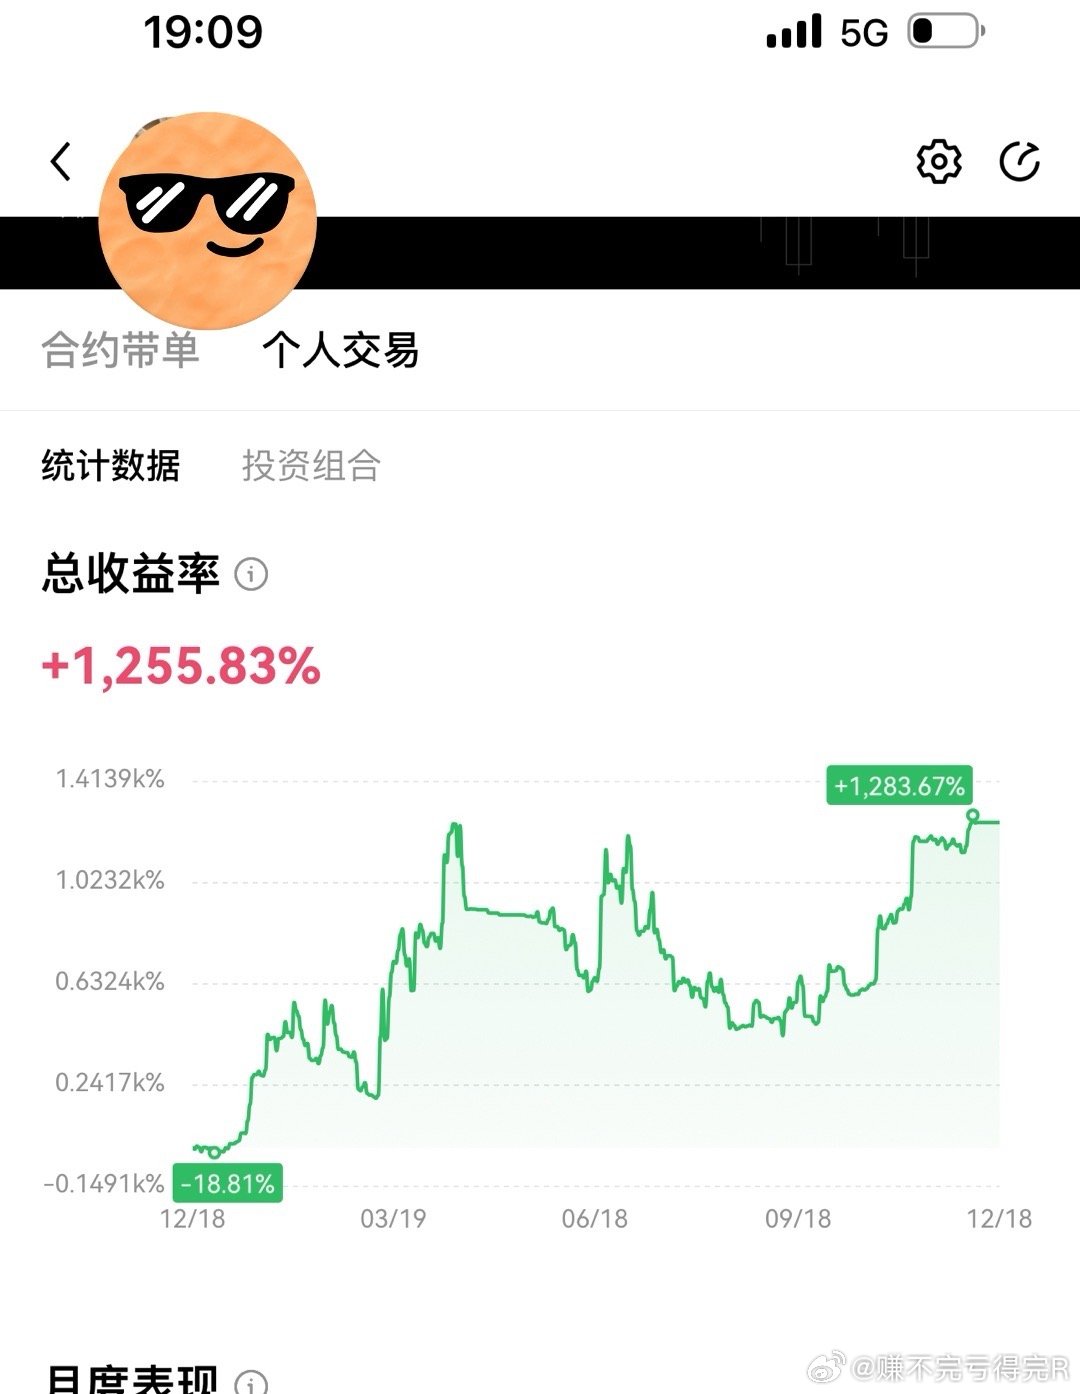 19:09
5G
合约带单
个人交易
统计数据
投资组合
总收益率
+1,255.83%
1.4139k%
+1,283.67%
1.0232k%
0.6324k%
0.2417k%
-0.1491k%
-18.81%
12/18
03/19
06/18
09/18
12/18
月度表现
@赚不完亏得完R